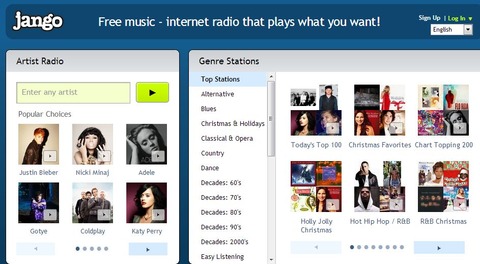 jango
Free music - internet radio that plays what you want!
Sign Up | Log In
English
Artist Radio
Enter any artist
Popular Choices
Justin Bieber
Nicki Minaj
Adele
Gotye
Coldplay
Katy Perry
Genre Stations
Top Stations
Alternative
Blues
Christmas & Holidays
Classical & Opera
Country
Dance
Decades: 60's
Decades: 70's
Decades: 80's
Decades: 90's
Decades: 2000's
Easy Listening
Today's Top 100
Christmas Favorites
Chart Topping 200
Holly Jolly
Christmas
Hot Hip Hop / R&B
R&B Christmas